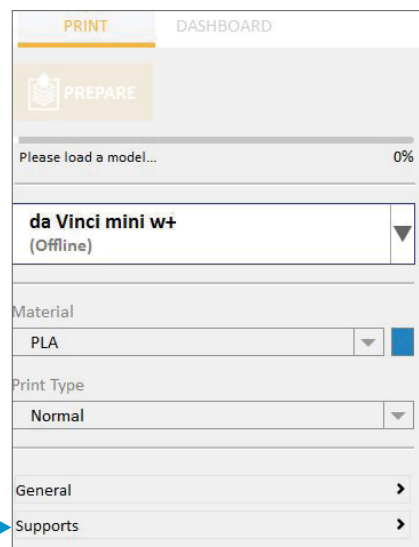 PRINT DASHBOARD
PREPARE
Please load a model... 0%
da Vinci mini w+
(Offline)
Material
PLA
Print Type
Normal
General
Supports